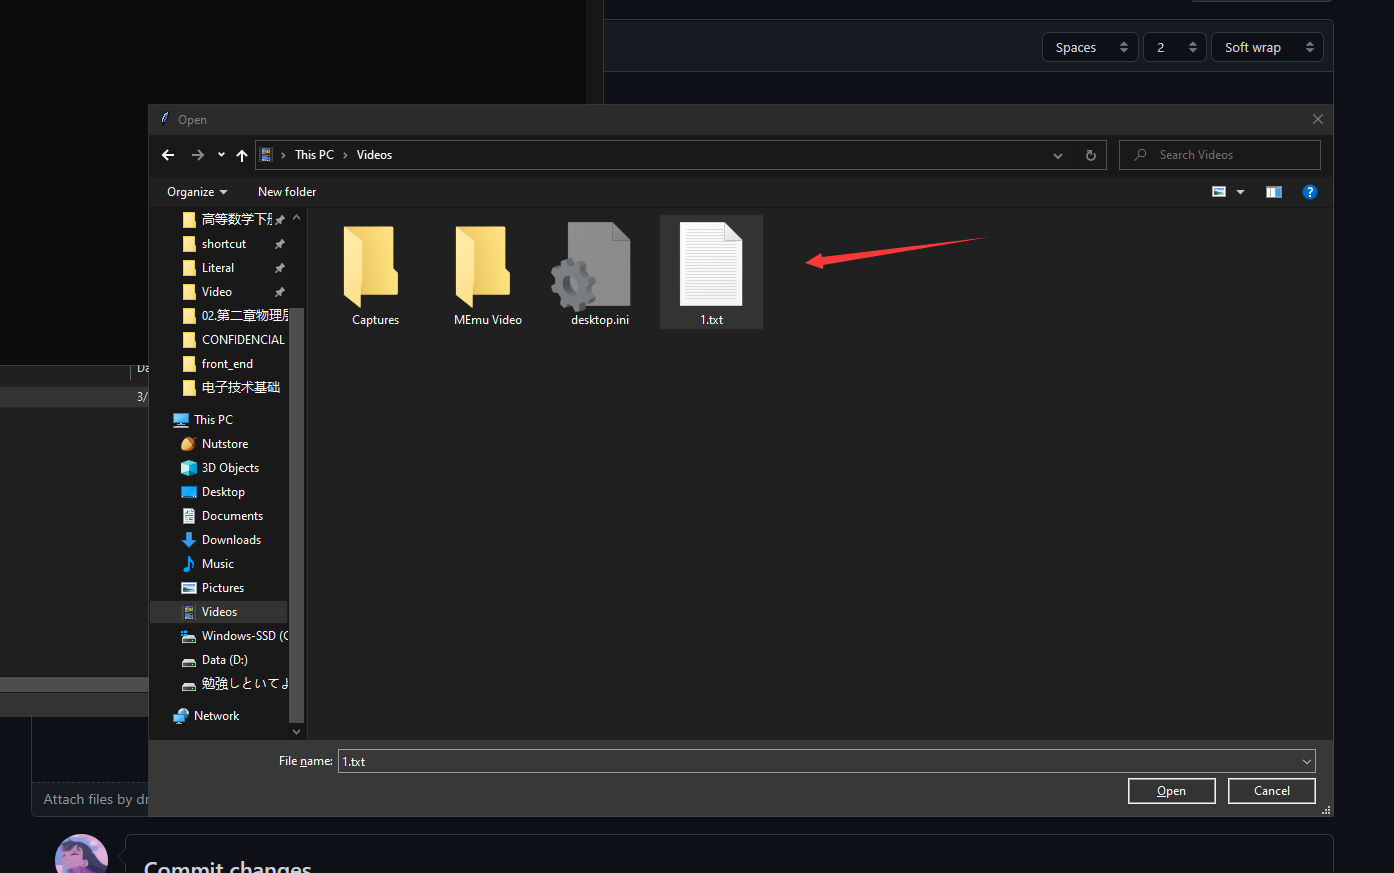 Spaces
2
Soft wrap
Open
This PC
Videos
Search Videos
Organize
New folder
高等数学下册
shortcut
Literal
Video
02.第二章物理层
CONFIDENCIAL
front_end
电子技术基础
This PC
Nutstore
3D Objects
Desktop
Documents
Downloads
Music
Pictures
Videos
Windows-SSD (C
Data (D:)
勉強しといてよ
Network
Captures
MEmu Video
desktop.ini
1.txt
Da
3/
File name:
1.txt
Open
Cancel
Attach files by dr
Commit changes